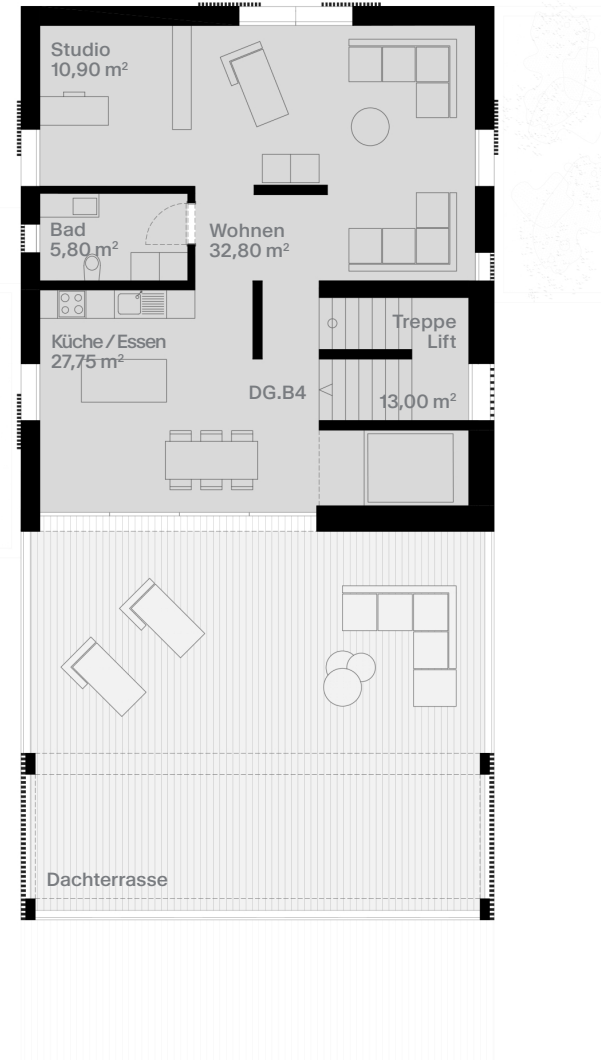 Studio
10,90 m²
Bad
5,80 m²
Wohnen
32,80 m²
Küche / Essen
27,75 m²
Treppe
Lift
DG.B4
13,00 m²
Dachterrasse